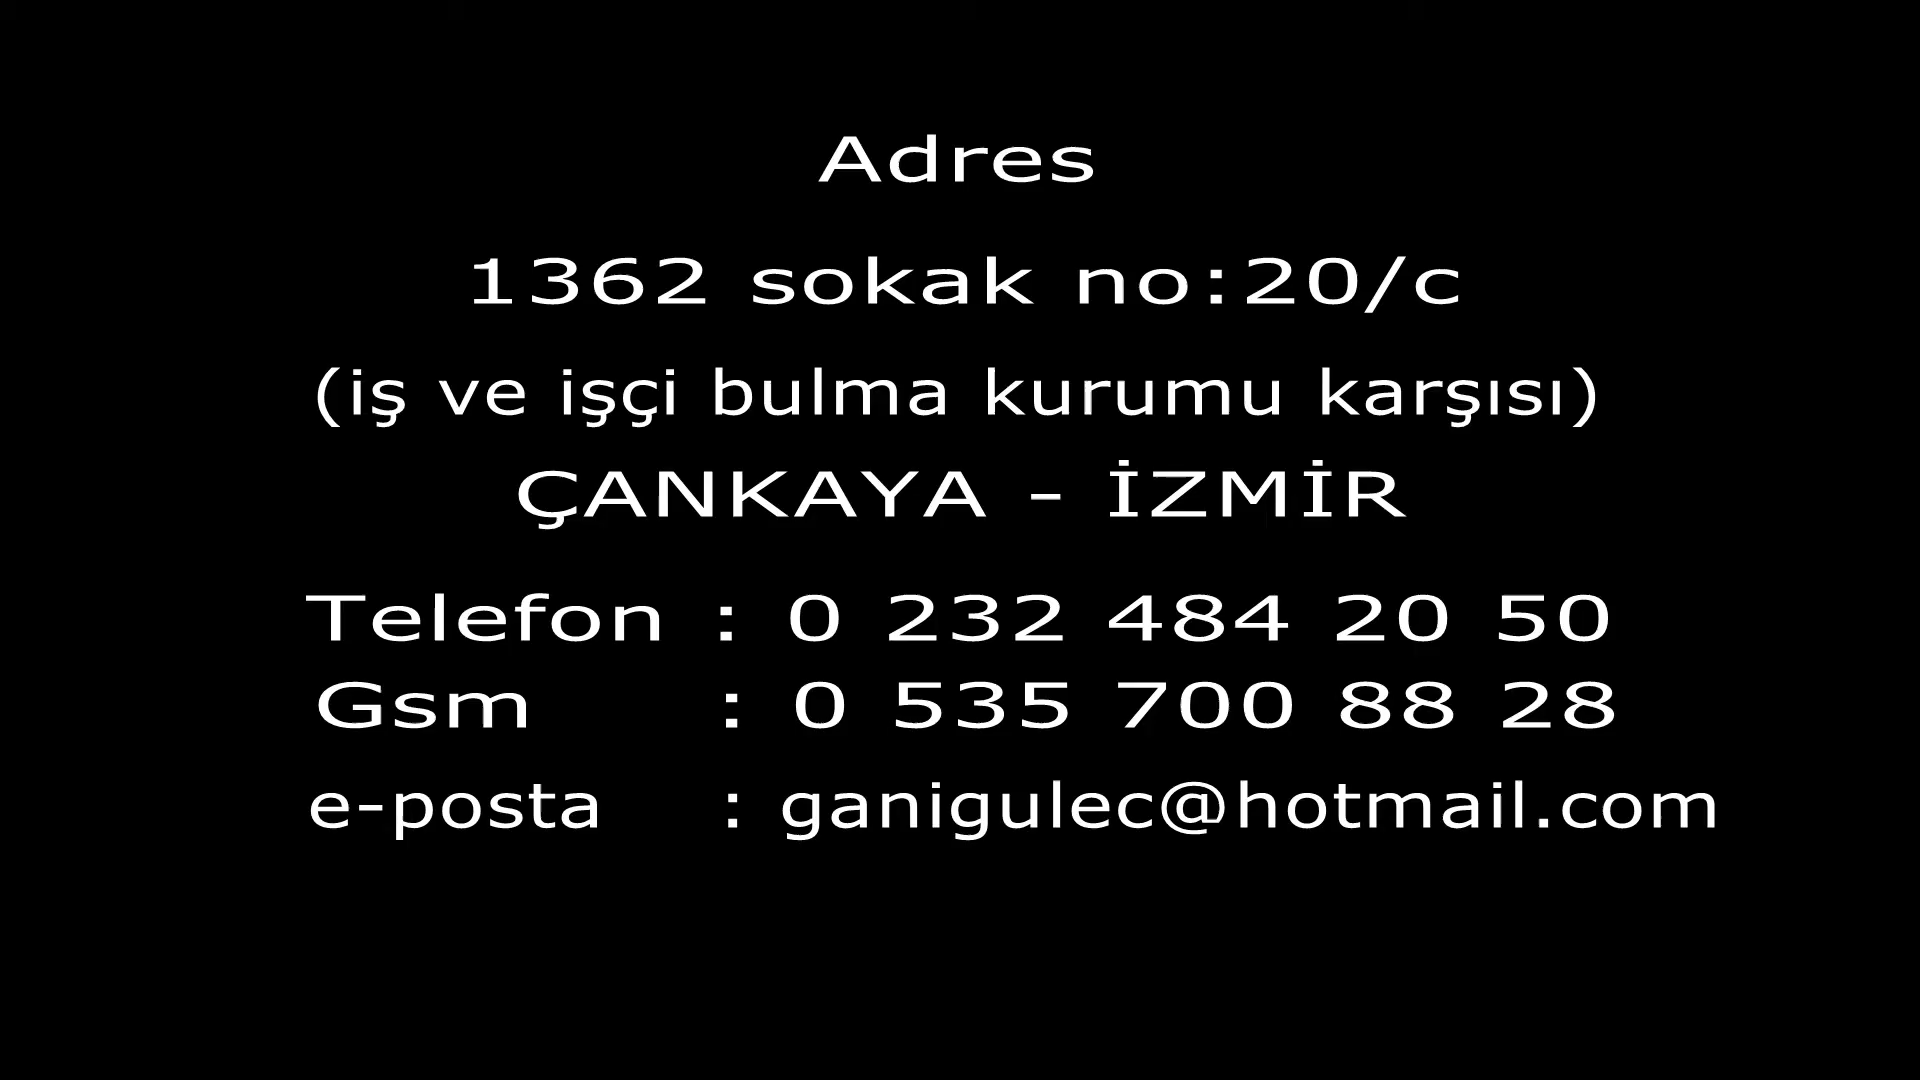 Adres
1362 sokak no:20/c
(iş ve işçi bulma kurumu karşısı)
ÇANKAYA - İZMİR
Telefon : 0 232 484 20 50
Gsm : 0 535 700 88 28
e-posta : ganigulec@hotmail.com